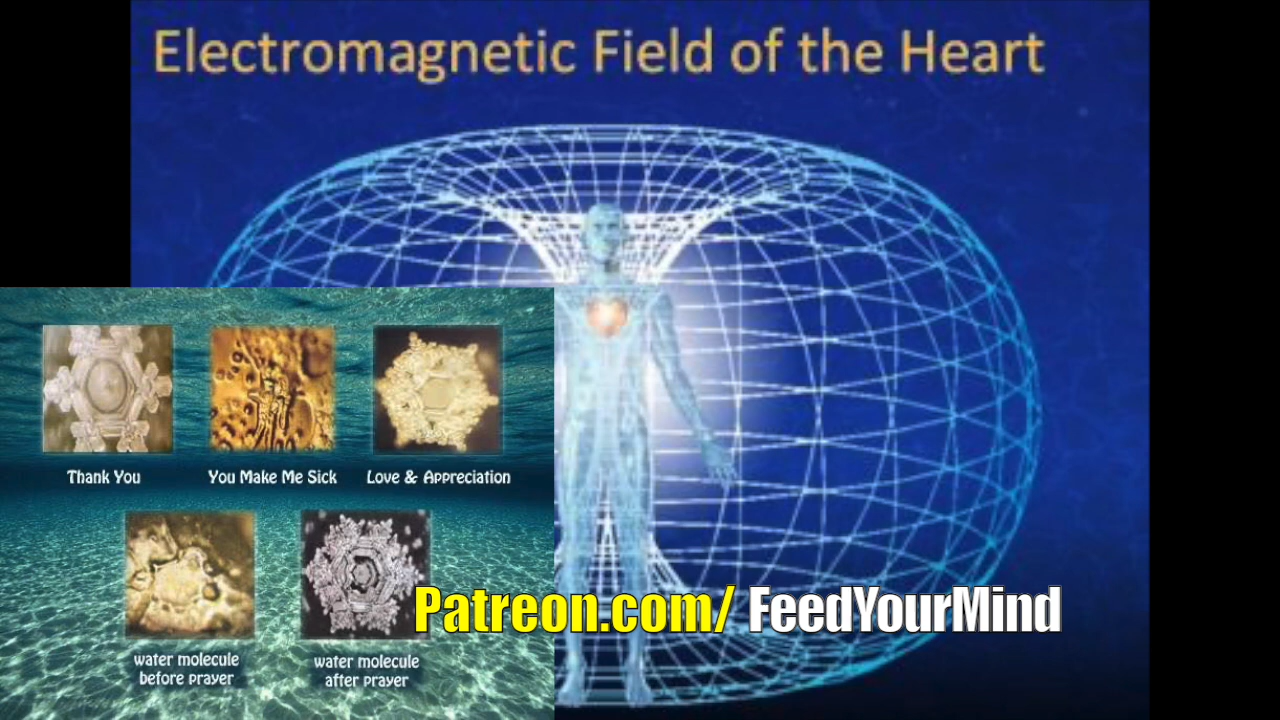 Electromagnetic Field of the Heart
Thank You
You Make Me Sick
Love & Appreciation
water molecule
before prayer
water molecule
after prayer
Patreon.com/ FeedYourMind